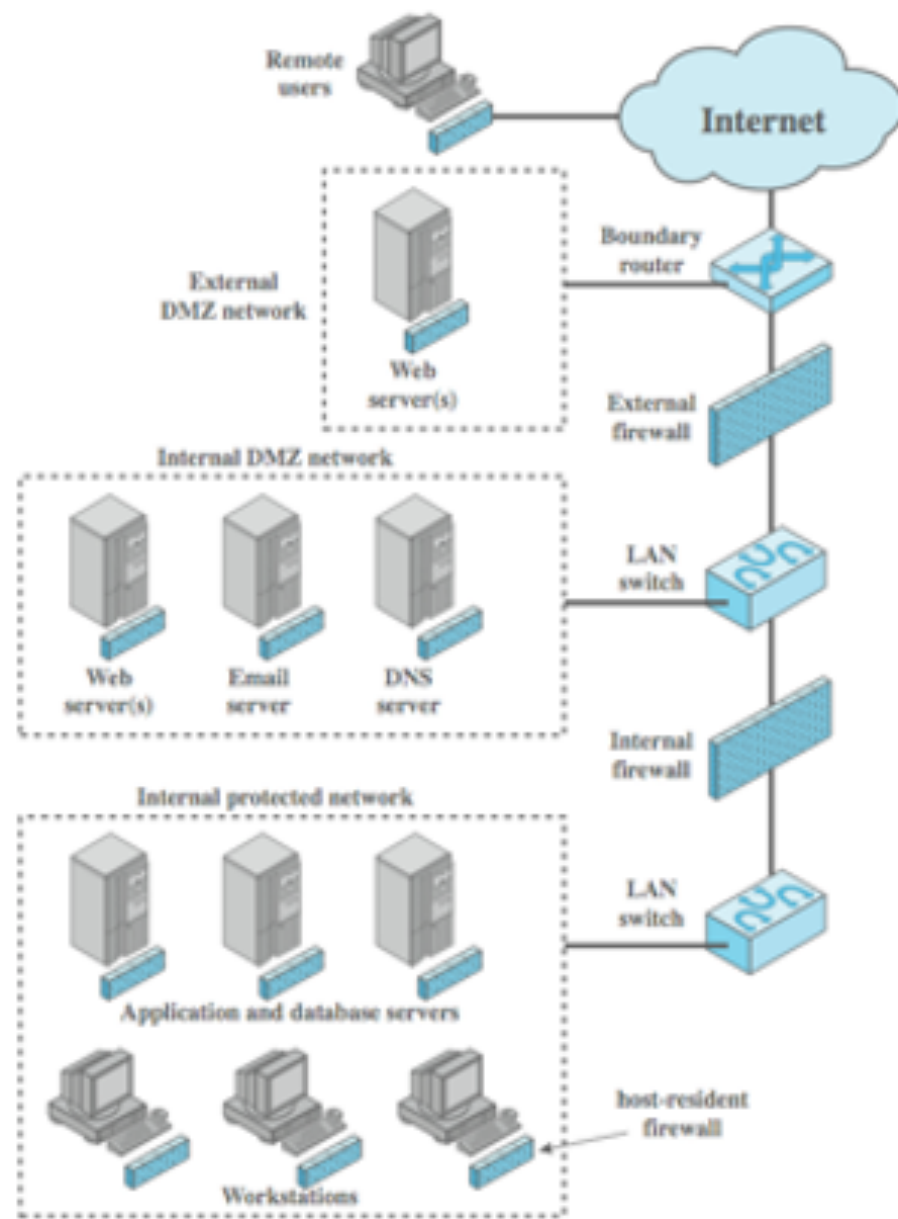 Remote
users
Internet
Boundary
router
External
DMZ network
Web
server(s)
External
firewall
Internal DMZ network
LAN
switch
Web
server(s)
Email
server
DNS
server
Internal
firewall
Internal protected network
LAN
switch
Application and database servers
host-resident
firewall
Workstations